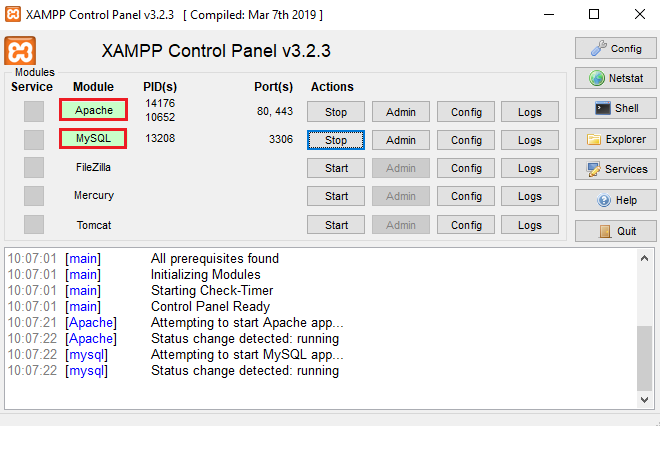 XAMPP Control Panel v3.2.3 [ Compiled: Mar 7th 2019 ]
XAMPP Control Panel v3.2.3
Config
Modules
Service Module PID(s) Port(s) Actions
Netstat
Apache 14176 10652 80, 443 Stop Admin Config Logs
Shell
MySQL 13208 3306 Stop Admin Config Logs
Explorer
FileZilla Start Admin Config Logs
Services
Mercury Start Admin Config Logs
Help
Tomcat Start Admin Config Logs
Quit
10:07:01 [main] All prerequisites found
10:07:01 [main] Initializing Modules
10:07:01 [main] Starting Check-Timer
10:07:01 [main] Control Panel Ready
10:07:21 [Apache] Attempting to start Apache app...
10:07:22 [Apache] Status change detected: running
10:07:22 [mysql] Attempting to start MySQL app...
10:07:22 [mysql] Status change detected: running